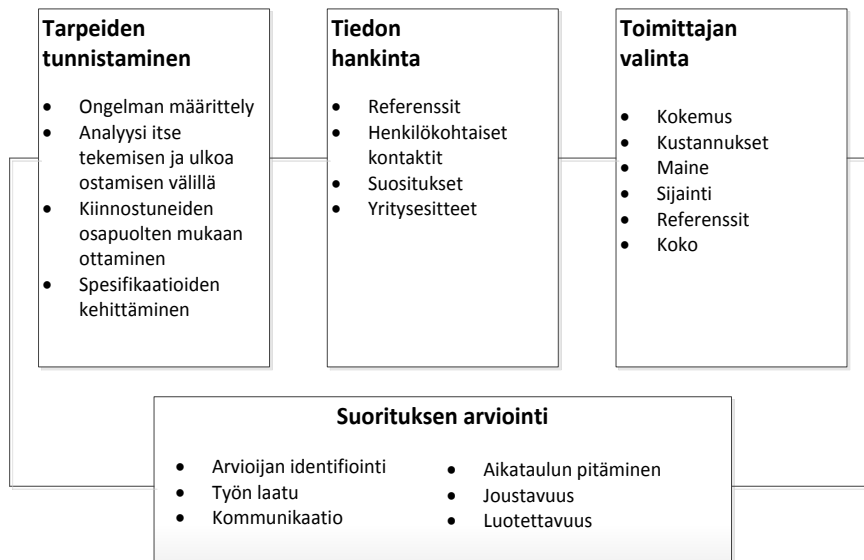 Tarpeiden
tunnistaminen
• Ongelman määrittely
• Analyysi itse
tekemisen ja ulkoa
ostamisen välillä
• Kiinnostuneiden
osapuolten mukaan
ottaminen
• Spesifikaatioiden
kehittäminen
Tiedon
hankinta
• Referenssit
• Henkilökohtaiset
kontaktit
• Suositukset
• Yritysesitteet
Toimittajan
valinta
• Kokemus
• Kustannukset
• Maine
• Sijainti
• Referenssit
• Koko
Suorituksen arviointi
• Arvioijan identifiointi
• Työn laatu
• Kommunikaatio
• Aikataulun pitäminen
• Joustavuus
• Luotettavuus